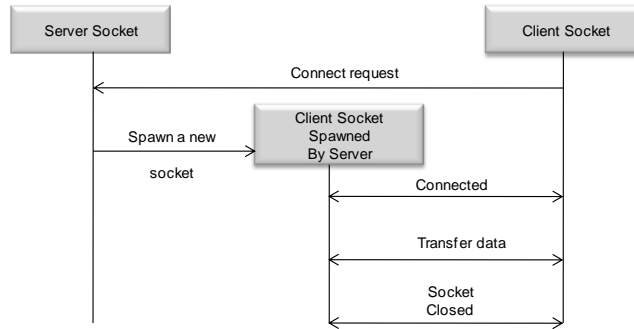 Server Socket
Client Socket
Connect request
Client Socket
Spawned
By Server
Spawn a new
socket
Connected
Transfer data
Socket
Closed